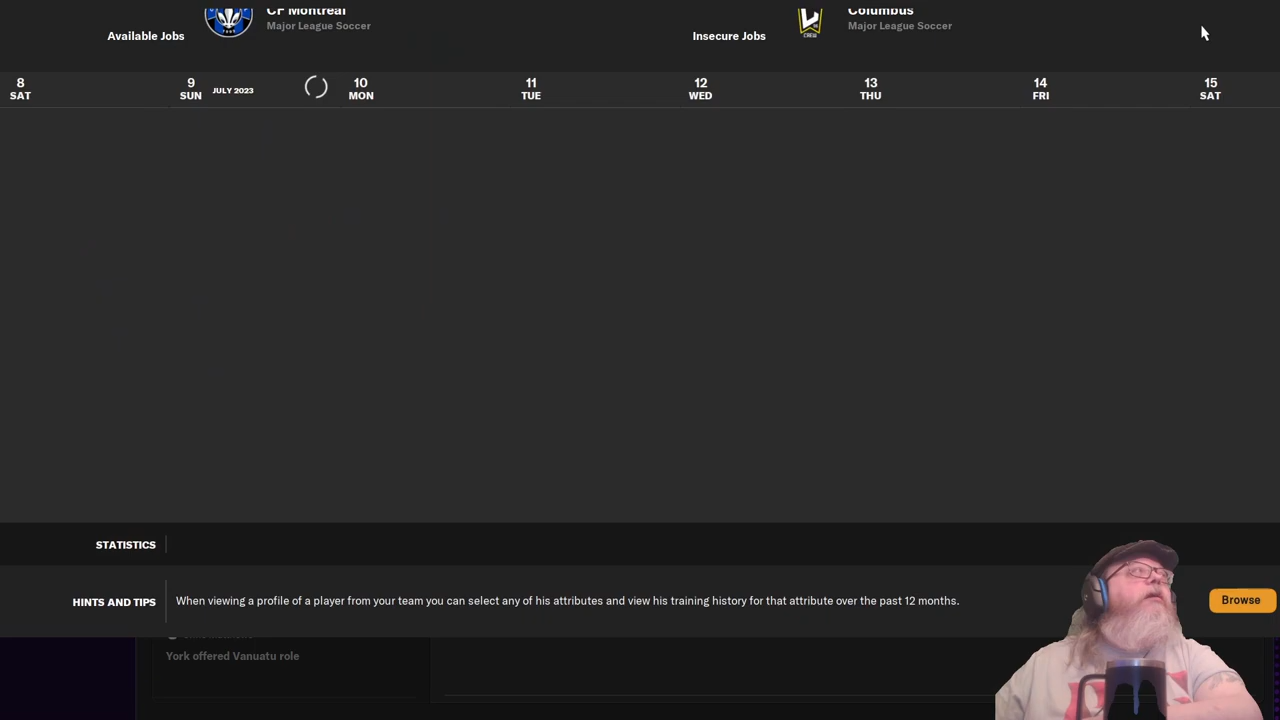 CF Montréal
Major League Soccer
Available Jobs
Columbus
Major League Soccer
Insecure Jobs
8
SAT
9
SUN
JULY 2023
10
MON
11
TUE
12
WED
13
THU
14
FRI
15
SAT
STATISTICS
HINTS AND TIPS
When viewing a profile of a player from your team you can select any of his attributes and view his training history for that attribute over the past 12 months.
Browse
York offered Vanuatu role
CREW